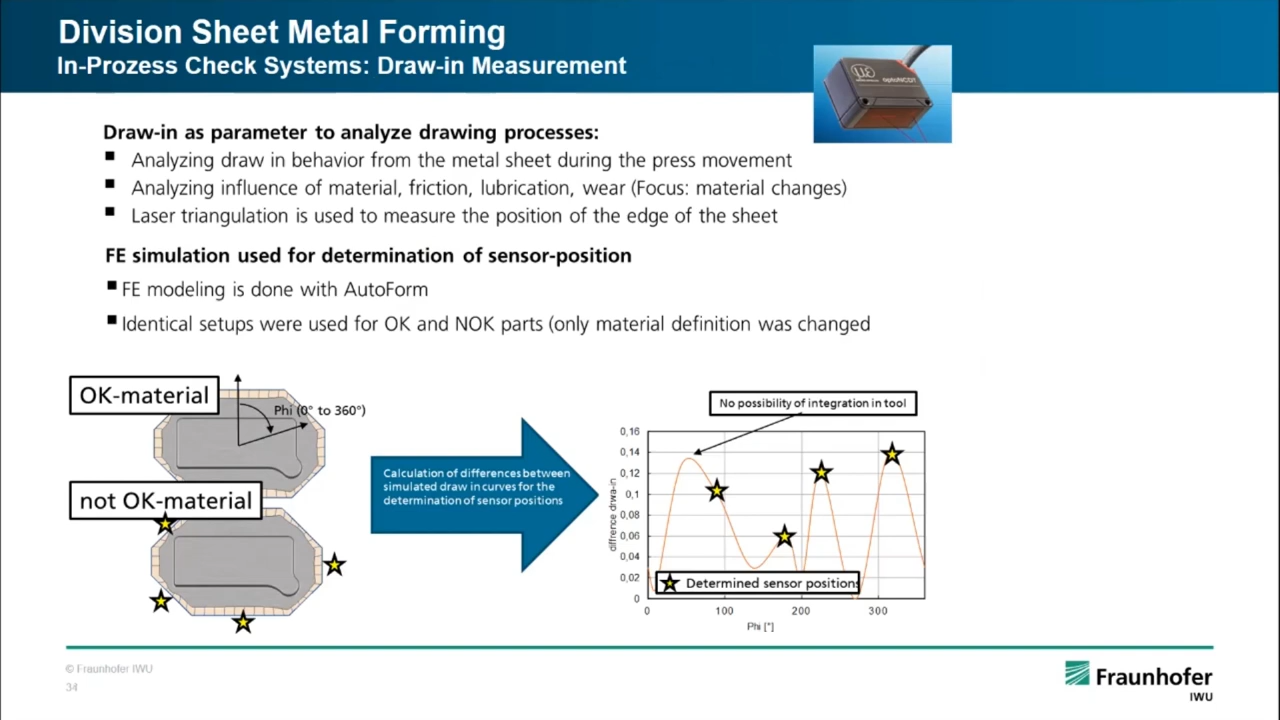 Division Sheet Metal Forming
In-Prozess Check Systems: Draw-in Measurement
optoNCDT
Draw-in as parameter to analyze drawing processes:
Analyzing draw in behavior from the metal sheet during the press movement
Analyzing influence of material, friction, lubrication, wear (Focus: material changes)
Laser triangulation is used to measure the position of the edge of the sheet
FE simulation used for determination of sensor-position
FE modeling is done with AutoForm
Identical setups were used for OK and NOK parts (only material definition was changed
OK-material
Phi (0° to 360°)
not OK-material
Calculation of differences between
simulated draw in curves for the
determination of sensor positions
No possibility of integration in tool
0,16
0,14
0,12
0,1
0,08
0,06
0,04
0,02
0
diffrence drwa-in
Determined sensor positions
0
100
200
300
Phi [°]
© Fraunhofer IWU
34
Fraunhofer
IWU